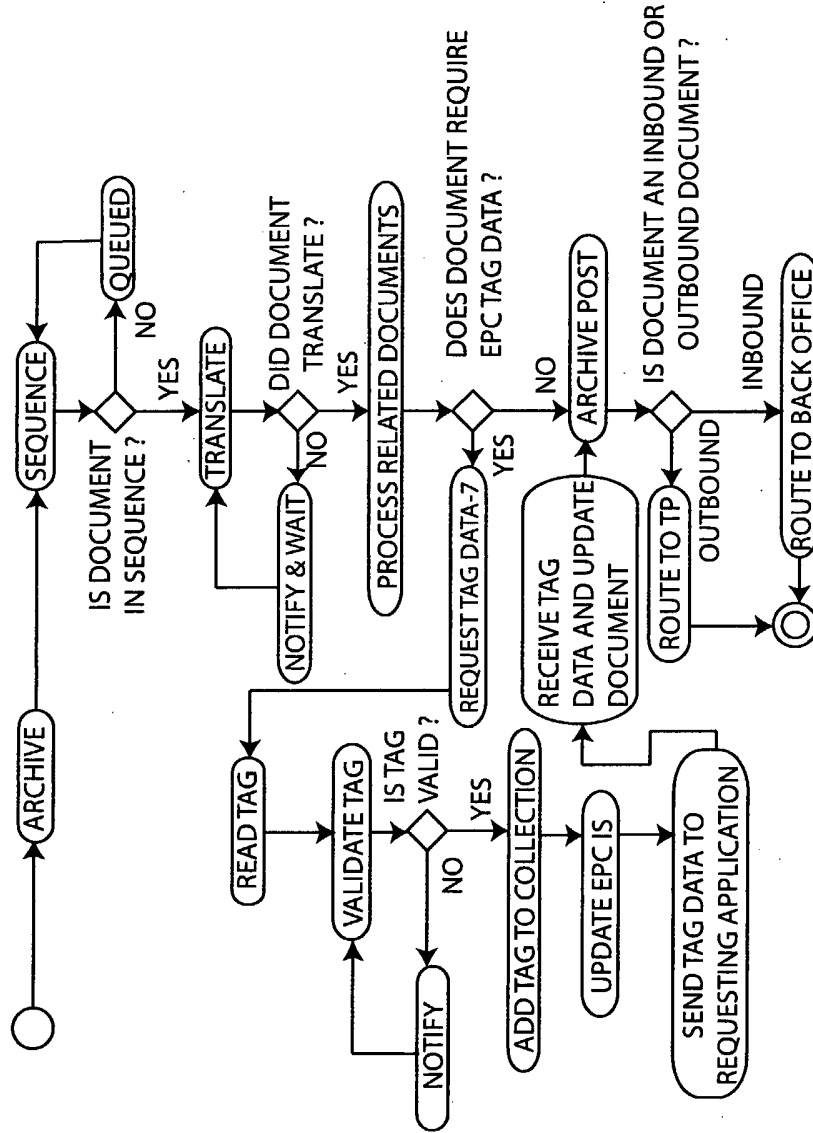 ARCHIVE
SEQUENCE
QUEUED
IS DOCUMENT
IN SEQUENCE ?
NO
YES
TRANSLATE
DID DOCUMENT
TRANSLATE ?
NO
YES
NOTIFY & WAIT
PROCESS RELATED DOCUMENTS
DOES DOCUMENT REQUIRE
EPC TAG DATA ?
YES
NO
REQUEST TAG DATA-7
READ TAG
VALIDATE TAG
IS TAG
VALID ?
NO
YES
NOTIFY
ADD TAG TO COLLECTION
UPDATE EPC IS
SEND TAG DATA TO
REQUESTING APPLICATION
RECEIVE TAG
DATA AND UPDATE
DOCUMENT
ARCHIVE POST
IS DOCUMENT AN INBOUND OR
OUTBOUND DOCUMENT ?
OUTBOUND
INBOUND
ROUTE TO TP
ROUTE TO BACK OFFICE